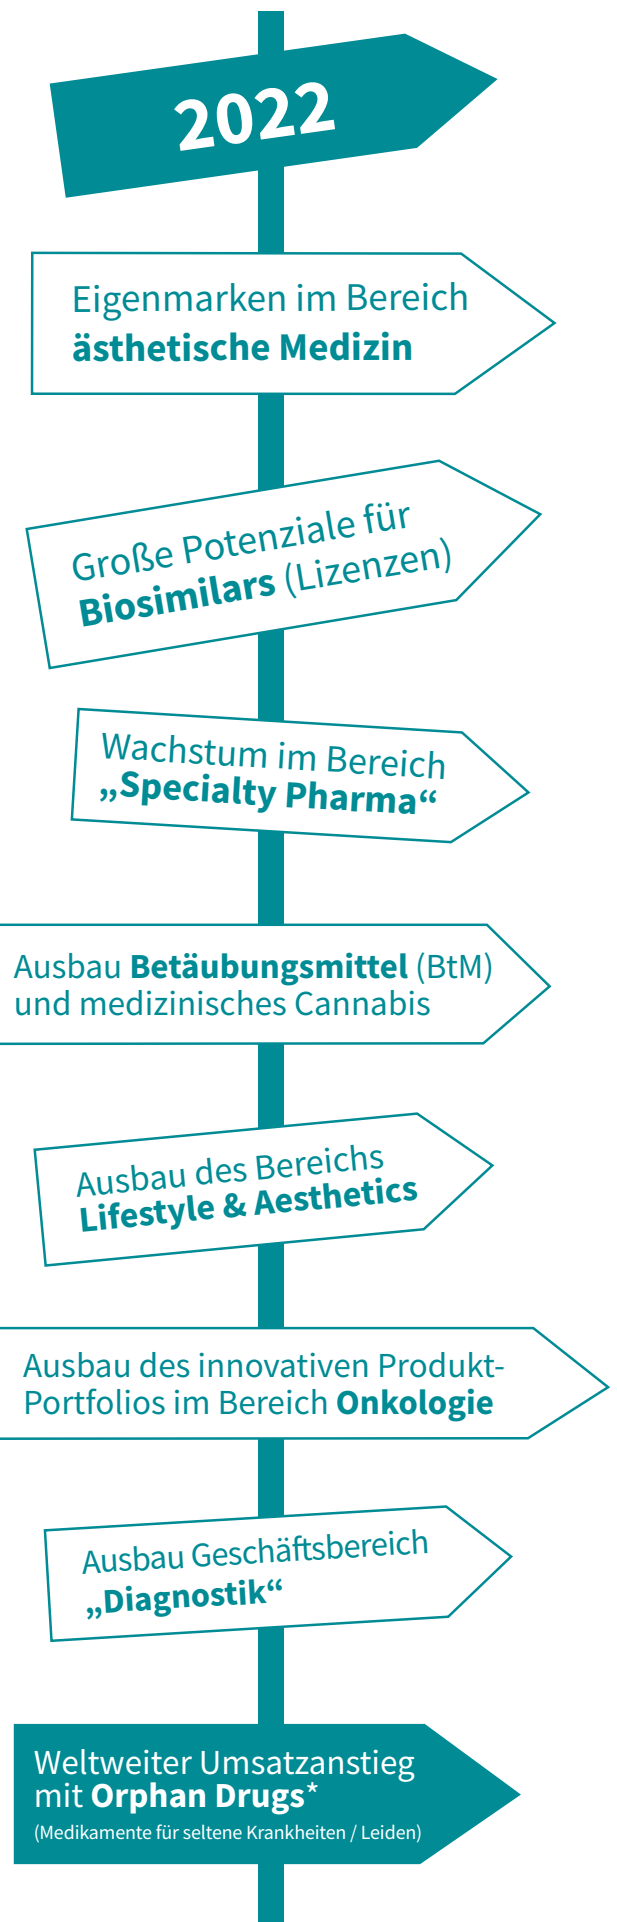 2022
Eigenmarken im Bereich
ästhetische Medizin
Große Potenziale für
Biosimilars (Lizenzen)
Wachstum im Bereich
„Specialty Pharma“
Ausbau Betäubungsmittel (BtM)
und medizinisches Cannabis
Ausbau des Bereichs
Lifestyle & Aesthetics
Ausbau des innovativen Produkt-
Portfolios im Bereich Onkologie
Ausbau Geschäftsbereich
„Diagnostik“
Weltweiter Umsatzanstieg
mit Orphan Drugs*
(Medikamente für seltene Krankheiten / Leiden)